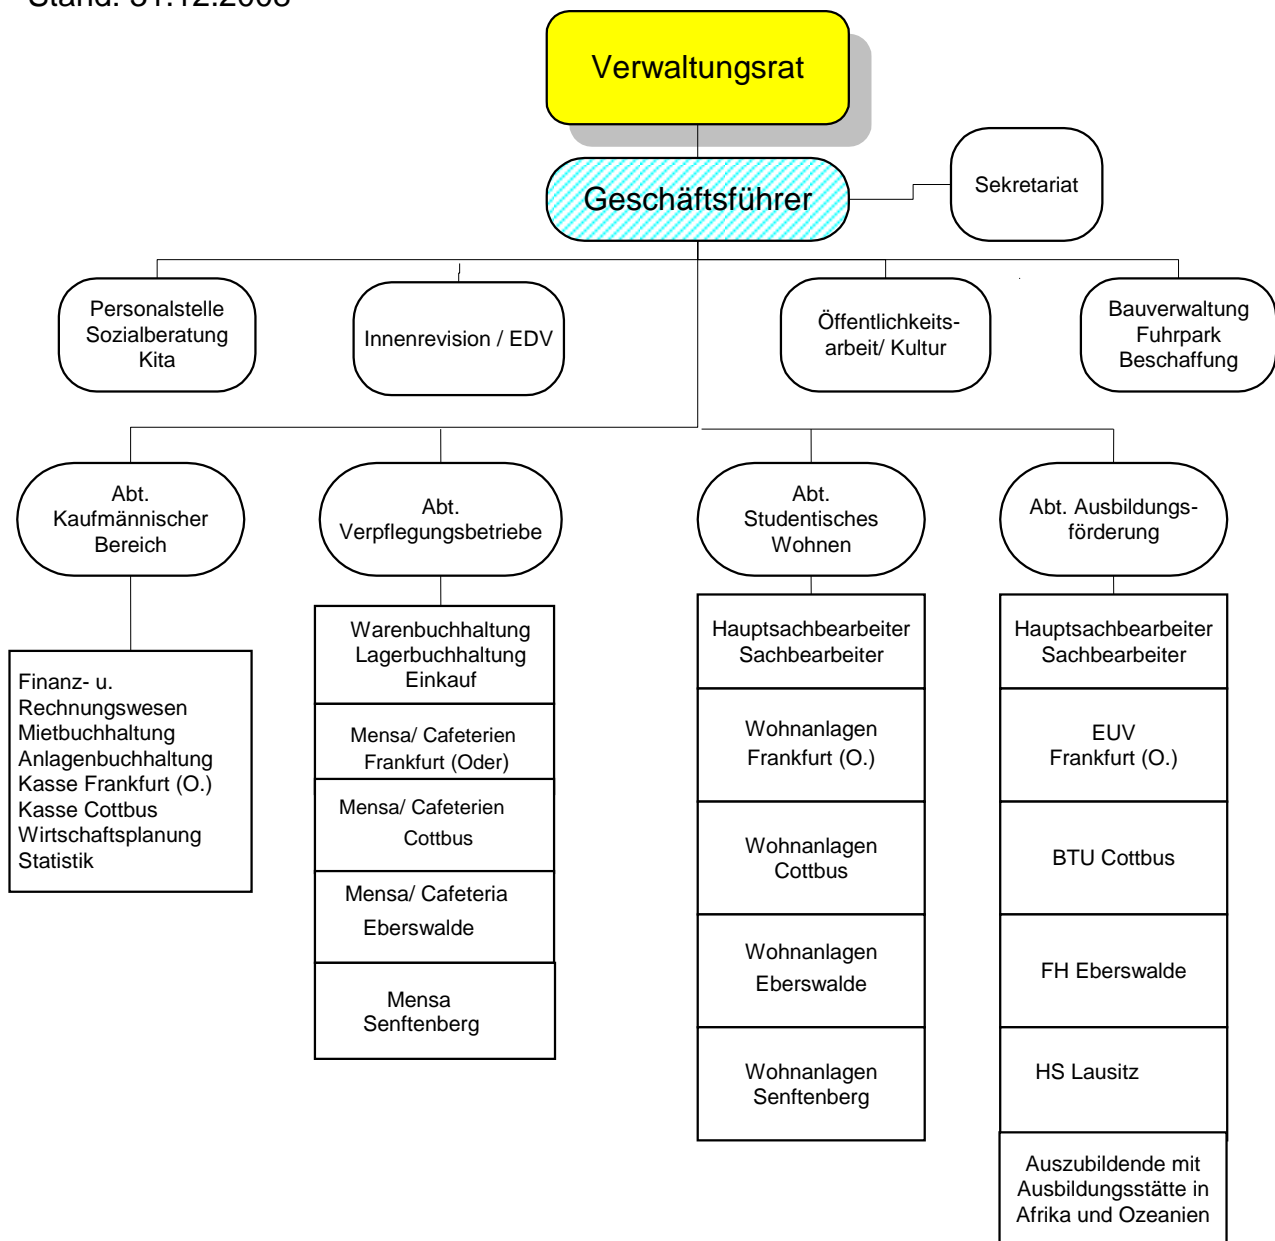 Stand: 31.12.2008
Verwaltungsrat
Geschäftsführer
Sekretariat
Personalstelle
Sozialberatung
Kita
Innenrevision / EDV
Öffentlichkeits-
arbeit/ Kultur
Bauverwaltung
Fuhrpark
Beschaffung
Abt.
Kaufmännischer
Bereich
Abt.
Verpflegungsbetriebe
Abt.
Studentisches
Wohnen
Abt. Ausbildungs-
förderung
Finanz- u.
Rechnungswesen
Mietbuchhaltung
Anlagenbuchhaltung
Kasse Frankfurt (O.)
Kasse Cottbus
Wirtschaftsplanung
Statistik
Warenbuchhaltung
Lagerbuchhaltung
Einkauf
Mensa/ Cafeterien
Frankfurt (Oder)
Mensa/ Cafeterien
Cottbus
Mensa/ Cafeteria
Eberswalde
Mensa
Senftenberg
Hauptsachbearbeiter
Sachbearbeiter
Wohnanlagen
Frankfurt (O.)
Wohnanlagen
Cottbus
Wohnanlagen
Eberswalde
Wohnanlagen
Senftenberg
Hauptsachbearbeiter
Sachbearbeiter
EUV
Frankfurt (O.)
BTU Cottbus
FH Eberswalde
HS Lausitz
Auszubildende mit
Ausbildungsstätte in
Afrika und Ozeanien